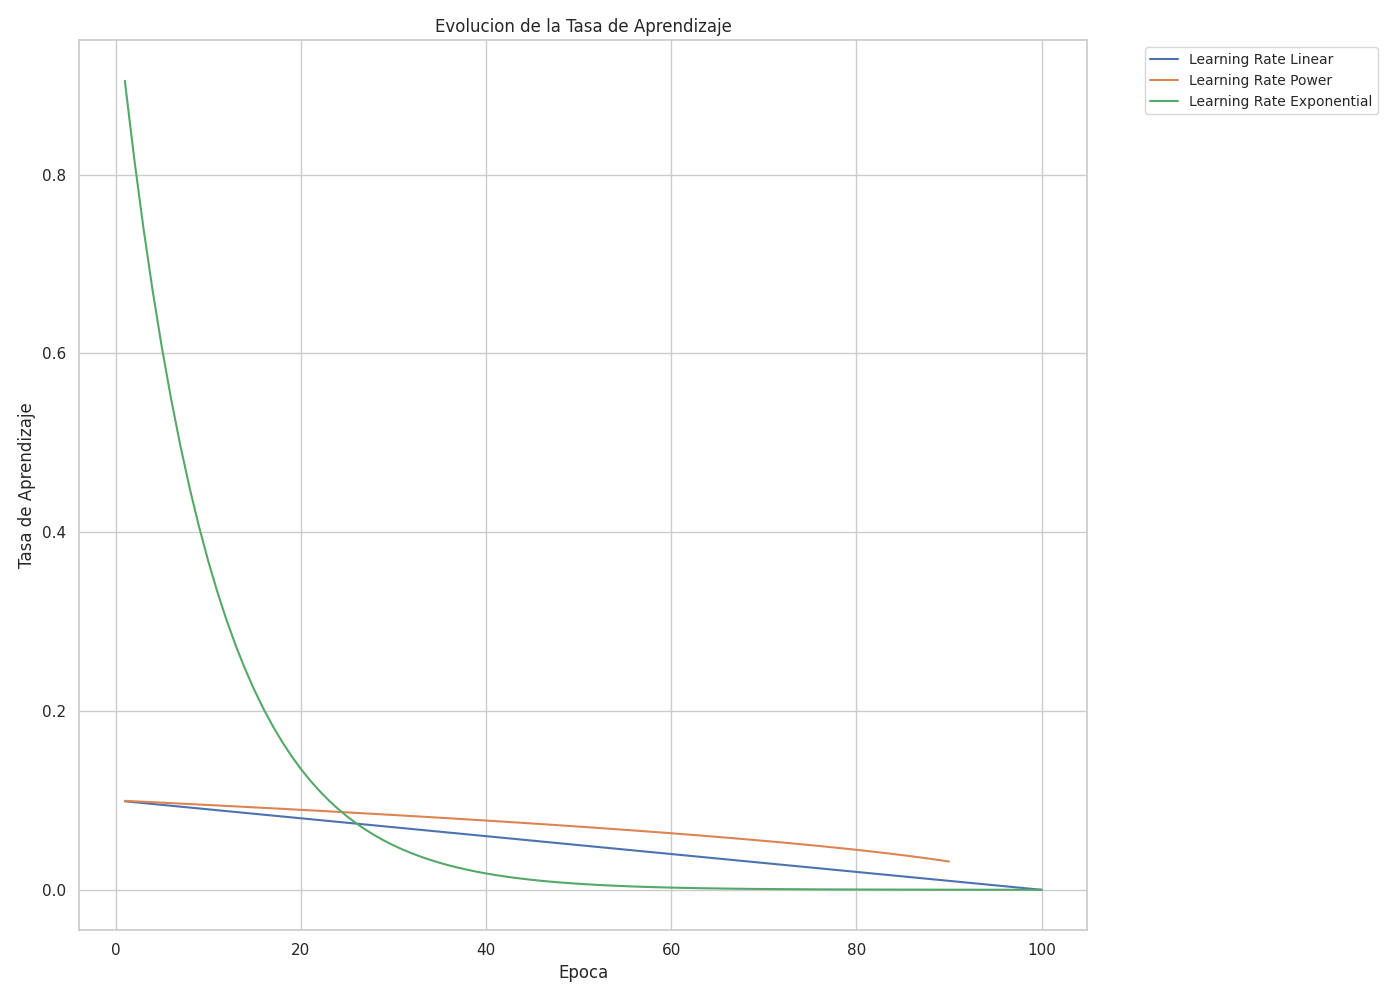 Evolucion de la Tasa de Aprendizaje
Learning Rate Linear
Learning Rate Power
Learning Rate Exponential
Tasa de Aprendizaje
0.8
0.6
0.4
0.2
0.0
0 20 40 60 80 100
Epoca